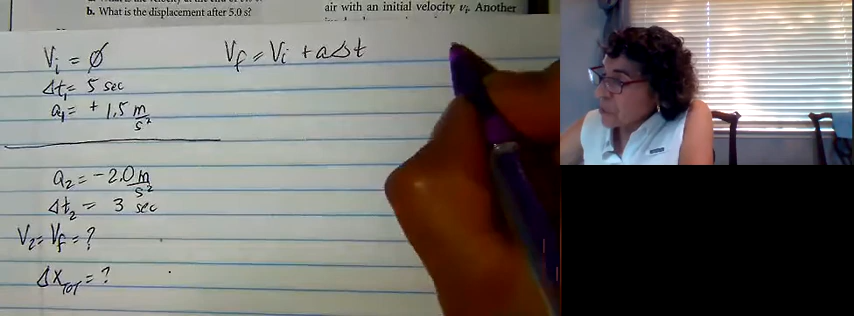 b. What is the displacement after 5.0 s?
air with an initial velocity vᵢ. Another
Vi = ∅
Vf = Vi + aΔt
Δt₁ = 5 sec
a₁ = + 1.5 m/s²
a₂ = -2.0 m/s²
Δt₂ = 3 sec
V₂ = Vf = ?
ΔX_TOT = ?